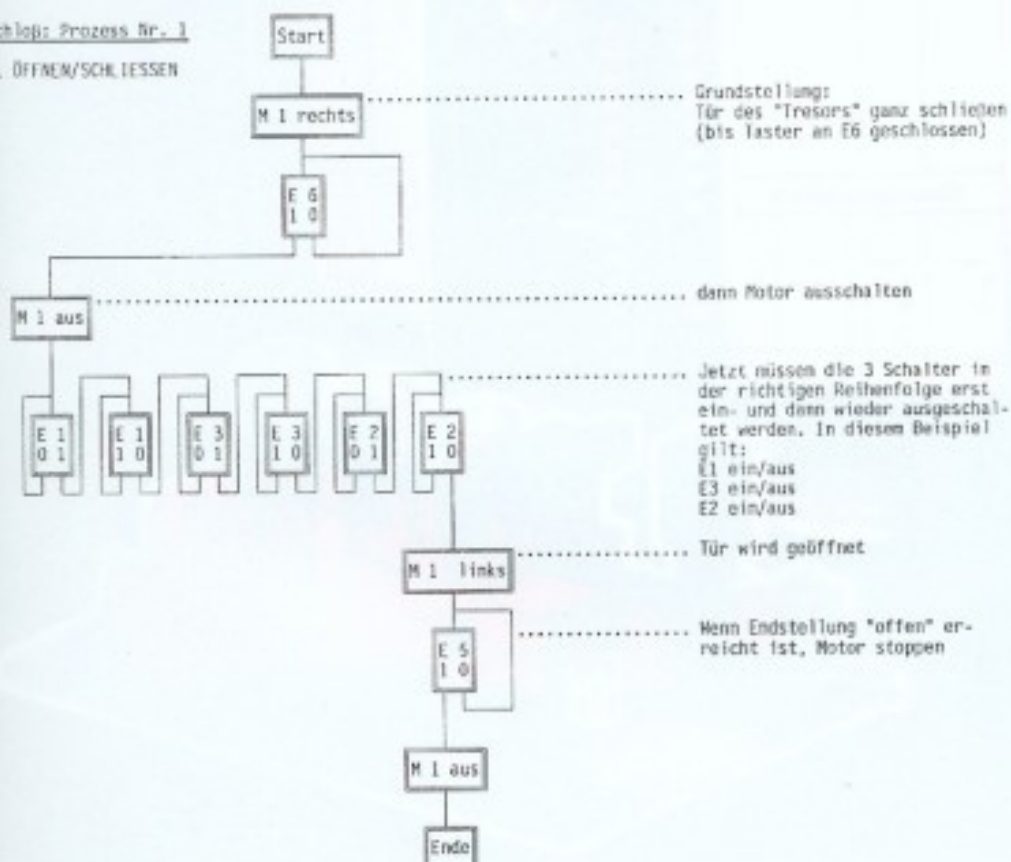 chloß: Prozess Nr. 1
ÖFFNEN/SCHLIESSEN
Start
M 1 rechts
Grundstellung:
Tür des "Tresors" ganz schließen
(bis Taster an E6 geschlossen)
E 6
1 0
M 1 aus
dann Motor ausschalten
Jetzt müssen die 3 Schalter in
der richtigen Reihenfolge erst
ein- und dann wieder ausgeschal-
tet werden. In diesem Beispiel
gilt:
E1 ein/aus
E3 ein/aus
E2 ein/aus
E 1
0 1
E 1
1 0
E 3
0 1
E 3
1 0
E 2
0 1
E 2
1 0
M 1 links
Tür wird geöffnet
E 5
1 0
Wenn Endstellung "offen" er-
reicht ist, Motor stoppen
M 1 aus
Ende